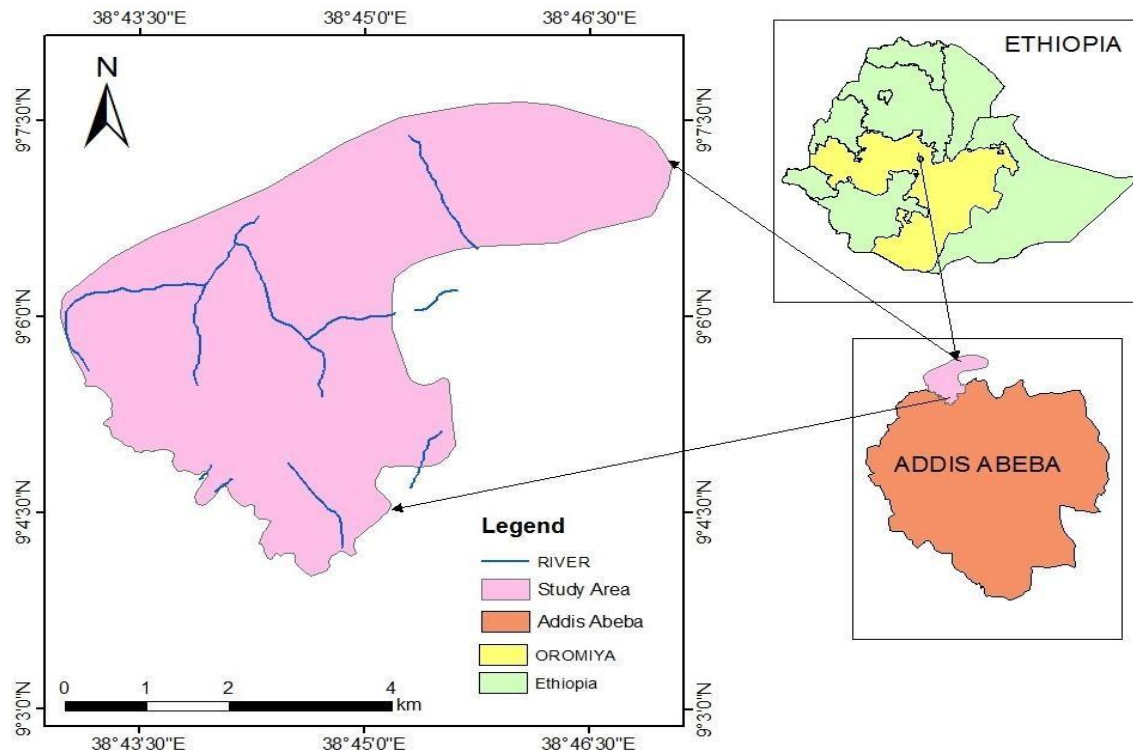 38°43'30"E 38°45'0"E 38°46'30"E
N
9°7'30"N
9°6'0"N
9°4'30"N
9°3'0"N
9°7'30"N
9°6'0"N
9°4'30"N
9°3'0"N
Legend
RIVER
Study Area
Addis Abeba
OROMIYA
Ethiopia
0 1 2 4
km
38°43'30"E 38°45'0"E 38°46'30"E
ETHIOPIA
ADDIS ABEBA